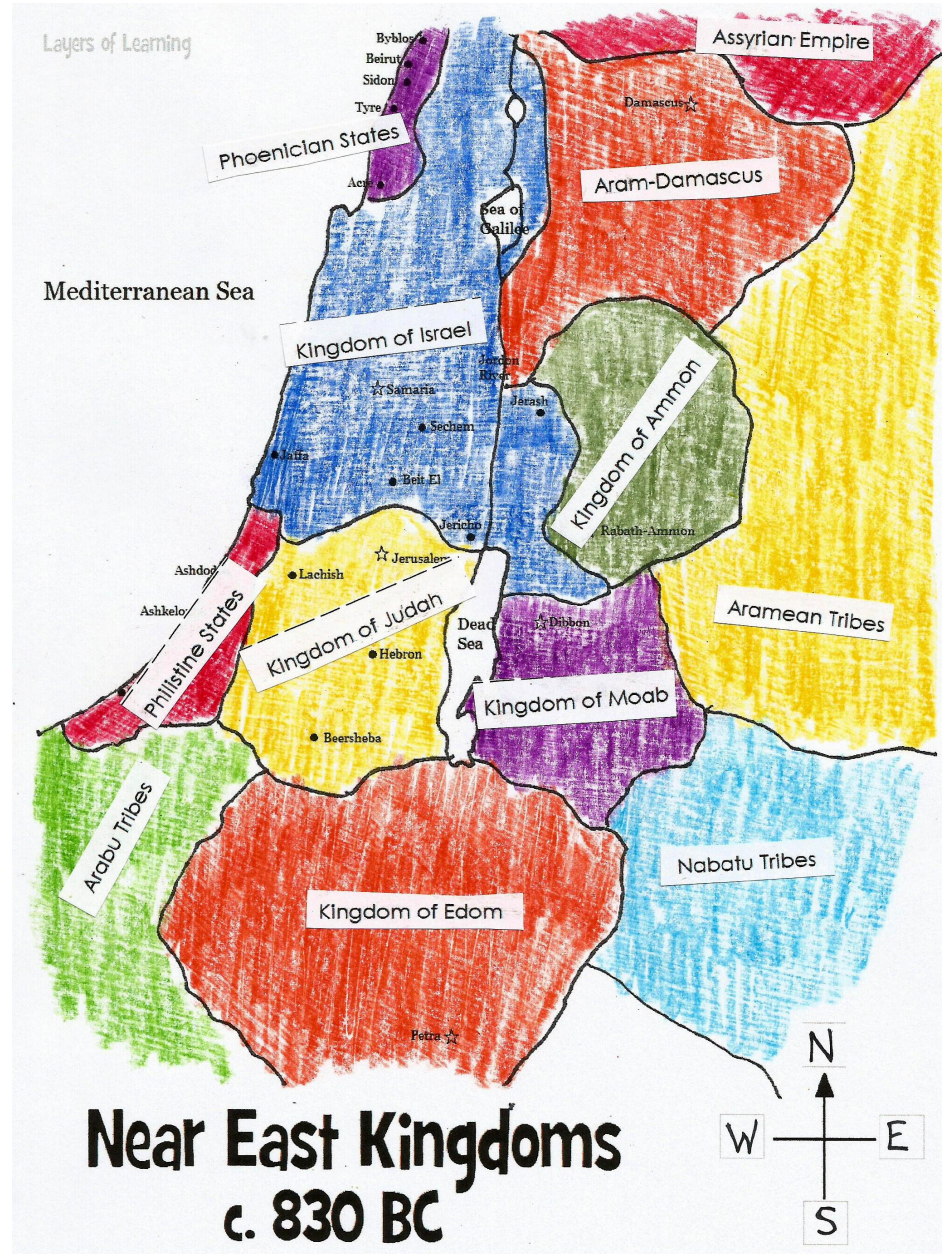 Layers of Learning
Byblos
Beirut
Sidon
Tyre
Phoenician States
Acre
Assyrian Empire
Damascus
Aram-Damascus
Sea of
Galilee
Mediterranean Sea
Kingdom of Israel
Jordon
River
Samaria
Jerash
Sechem
Kingdom of Ammon
Jaffa
Beit El
Jericho
Rabath-Ammon
Jerusalem
Lachish
Ashdod
Ashkelo
Philistine States
Kingdom of Judah
Dead
Sea
Dibbon
Aramean Tribes
Hebron
Kingdom of Moab
Beersheba
Arabu Tribes
Nabatu Tribes
Kingdom of Edom
Petra
Near East Kingdoms
c. 830 BC
N
W
E
S